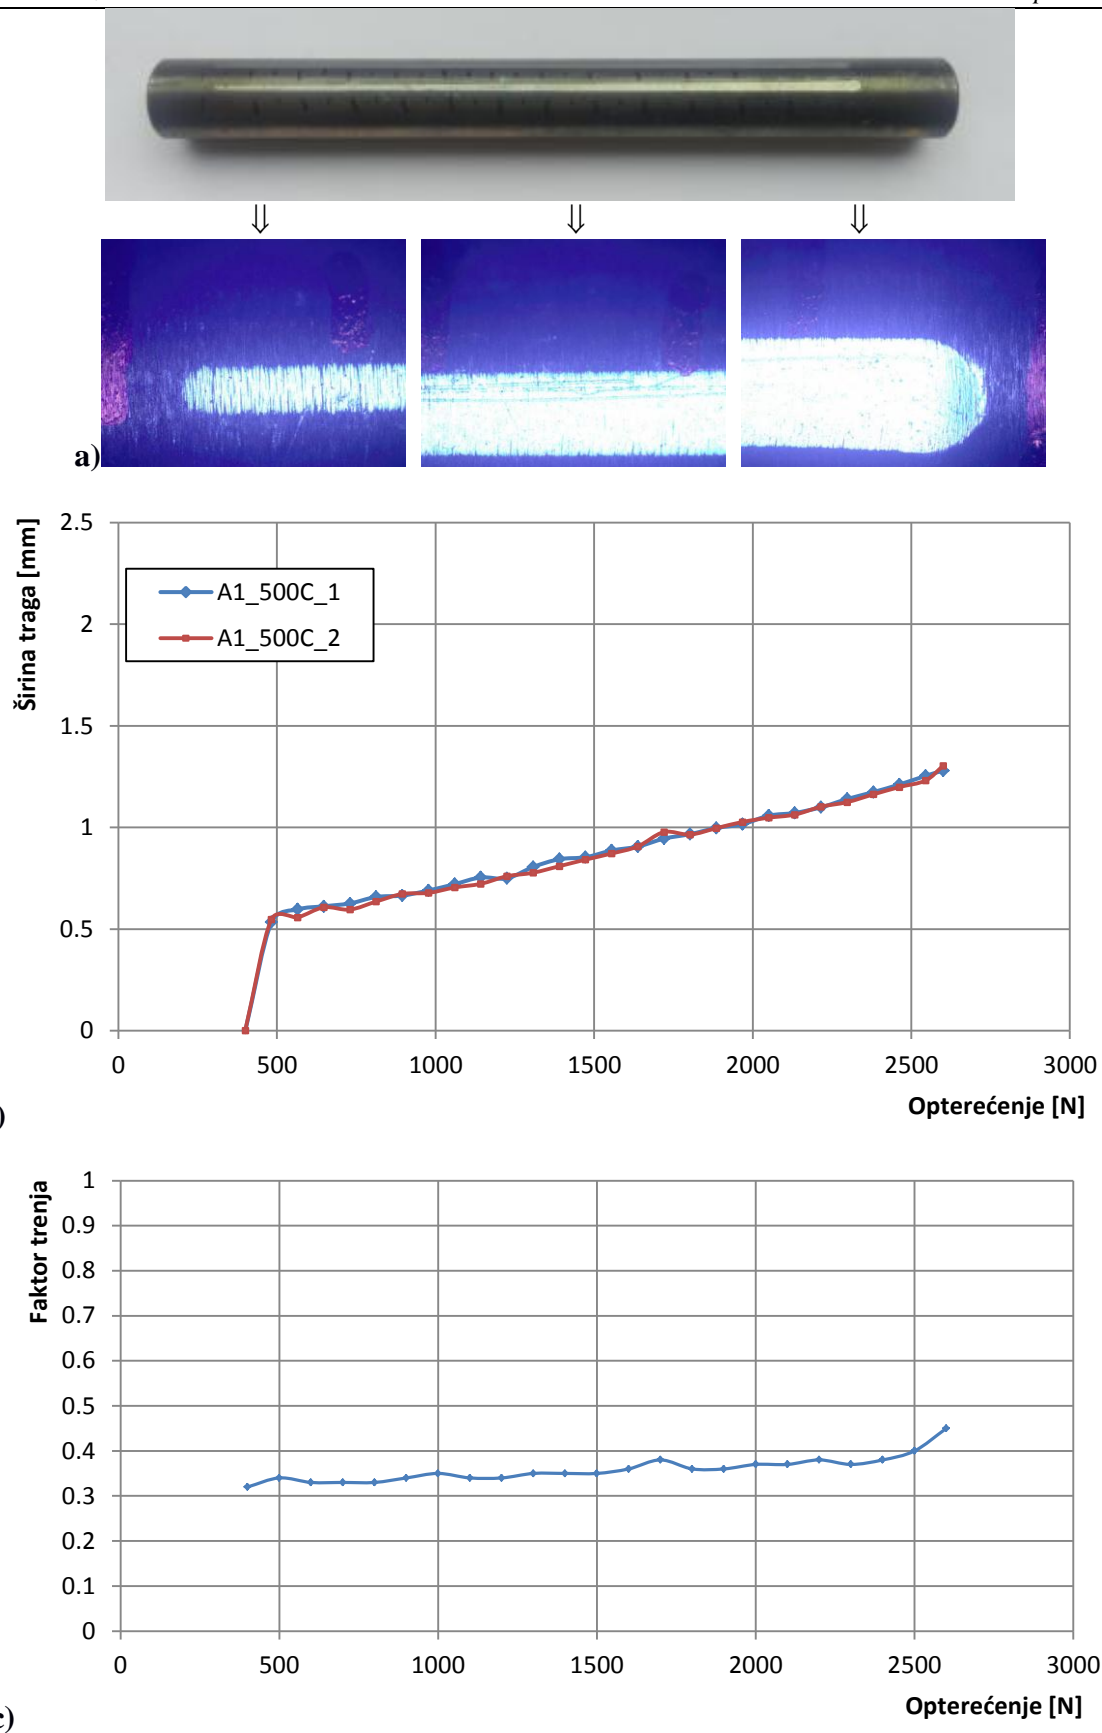 ⇓ ⇓ ⇓
a)
Širina traga [mm]
2.5
2
1.5
1
0.5
0
A1_500C_1
A1_500C_2
0 500 1000 1500 2000 2500 3000
Opterećenje [N]
)
Faktor trenja
1
0.9
0.8
0.7
0.6
0.5
0.4
0.3
0.2
0.1
0
0 500 1000 1500 2000 2500 3000
Opterećenje [N]
c)